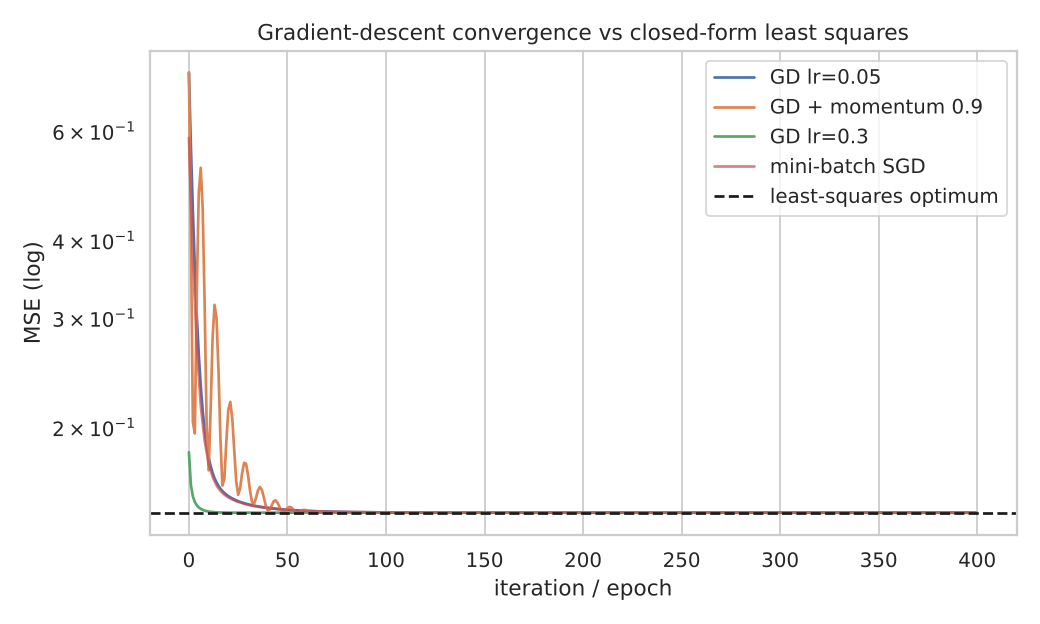 Gradient-descent convergence vs closed-form least squares
GD lr=0.05
GD + momentum 0.9
GD lr=0.3
mini-batch SGD
least-squares optimum
MSE (log)
6 × 10⁻¹
4 × 10⁻¹
3 × 10⁻¹
2 × 10⁻¹
0 50 100 150 200 250 300 350 400
iteration / epoch